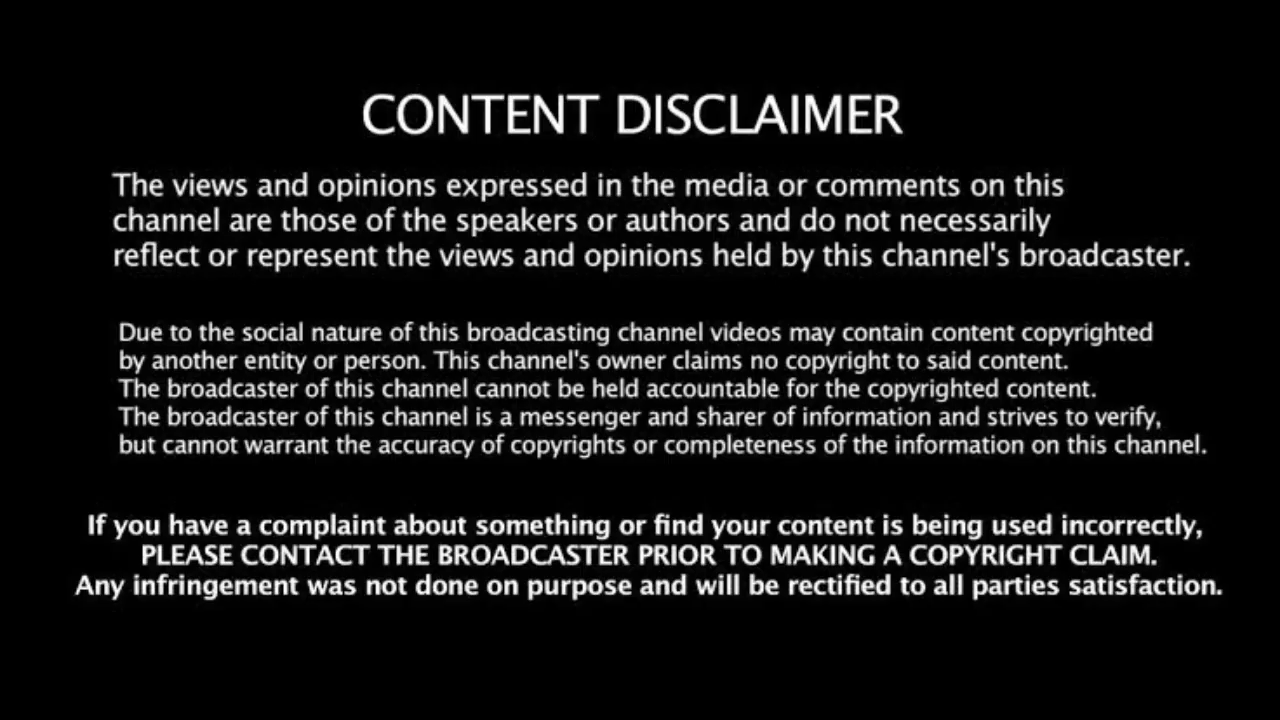 CONTENT DISCLAIMER
The views and opinions expressed in the media or comments on this
channel are those of the speakers or authors and do not necessarily
reflect or represent the views and opinions held by this channel's broadcaster.
Due to the social nature of this broadcasting channel videos may contain content copyrighted
by another entity or person. This channel's owner claims no copyright to said content.
The broadcaster of this channel cannot be held accountable for the copyrighted content.
The broadcaster of this channel is a messenger and sharer of information and strives to verify,
but cannot warrant the accuracy of copyrights or completeness of the information on this channel.
If you have a complaint about something or find your content is being used incorrectly,
PLEASE CONTACT THE BROADCASTER PRIOR TO MAKING A COPYRIGHT CLAIM.
Any infringement was not done on purpose and will be rectified to all parties satisfaction.